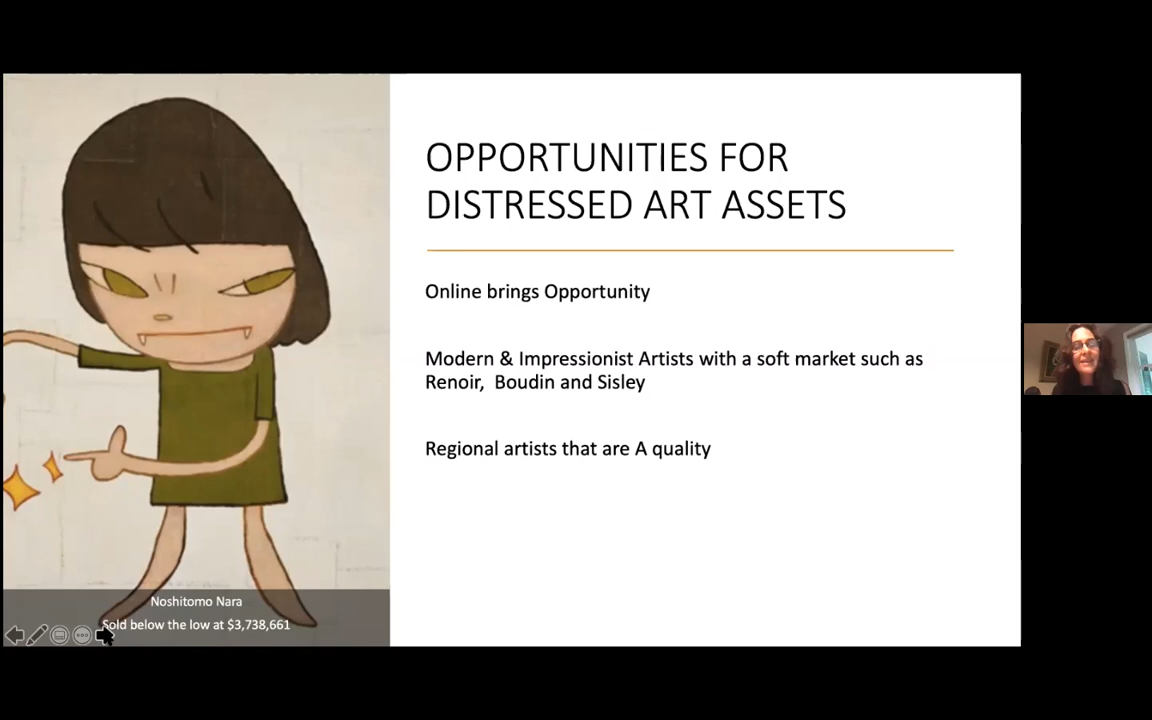 OPPORTUNITIES FOR
DISTRESSED ART ASSETS
Online brings Opportunity
Modern & Impressionist Artists with a soft market such as
Renoir, Boudin and Sisley
Regional artists that are A quality
Noshitomo Nara
Sold below the low at $3,738,661